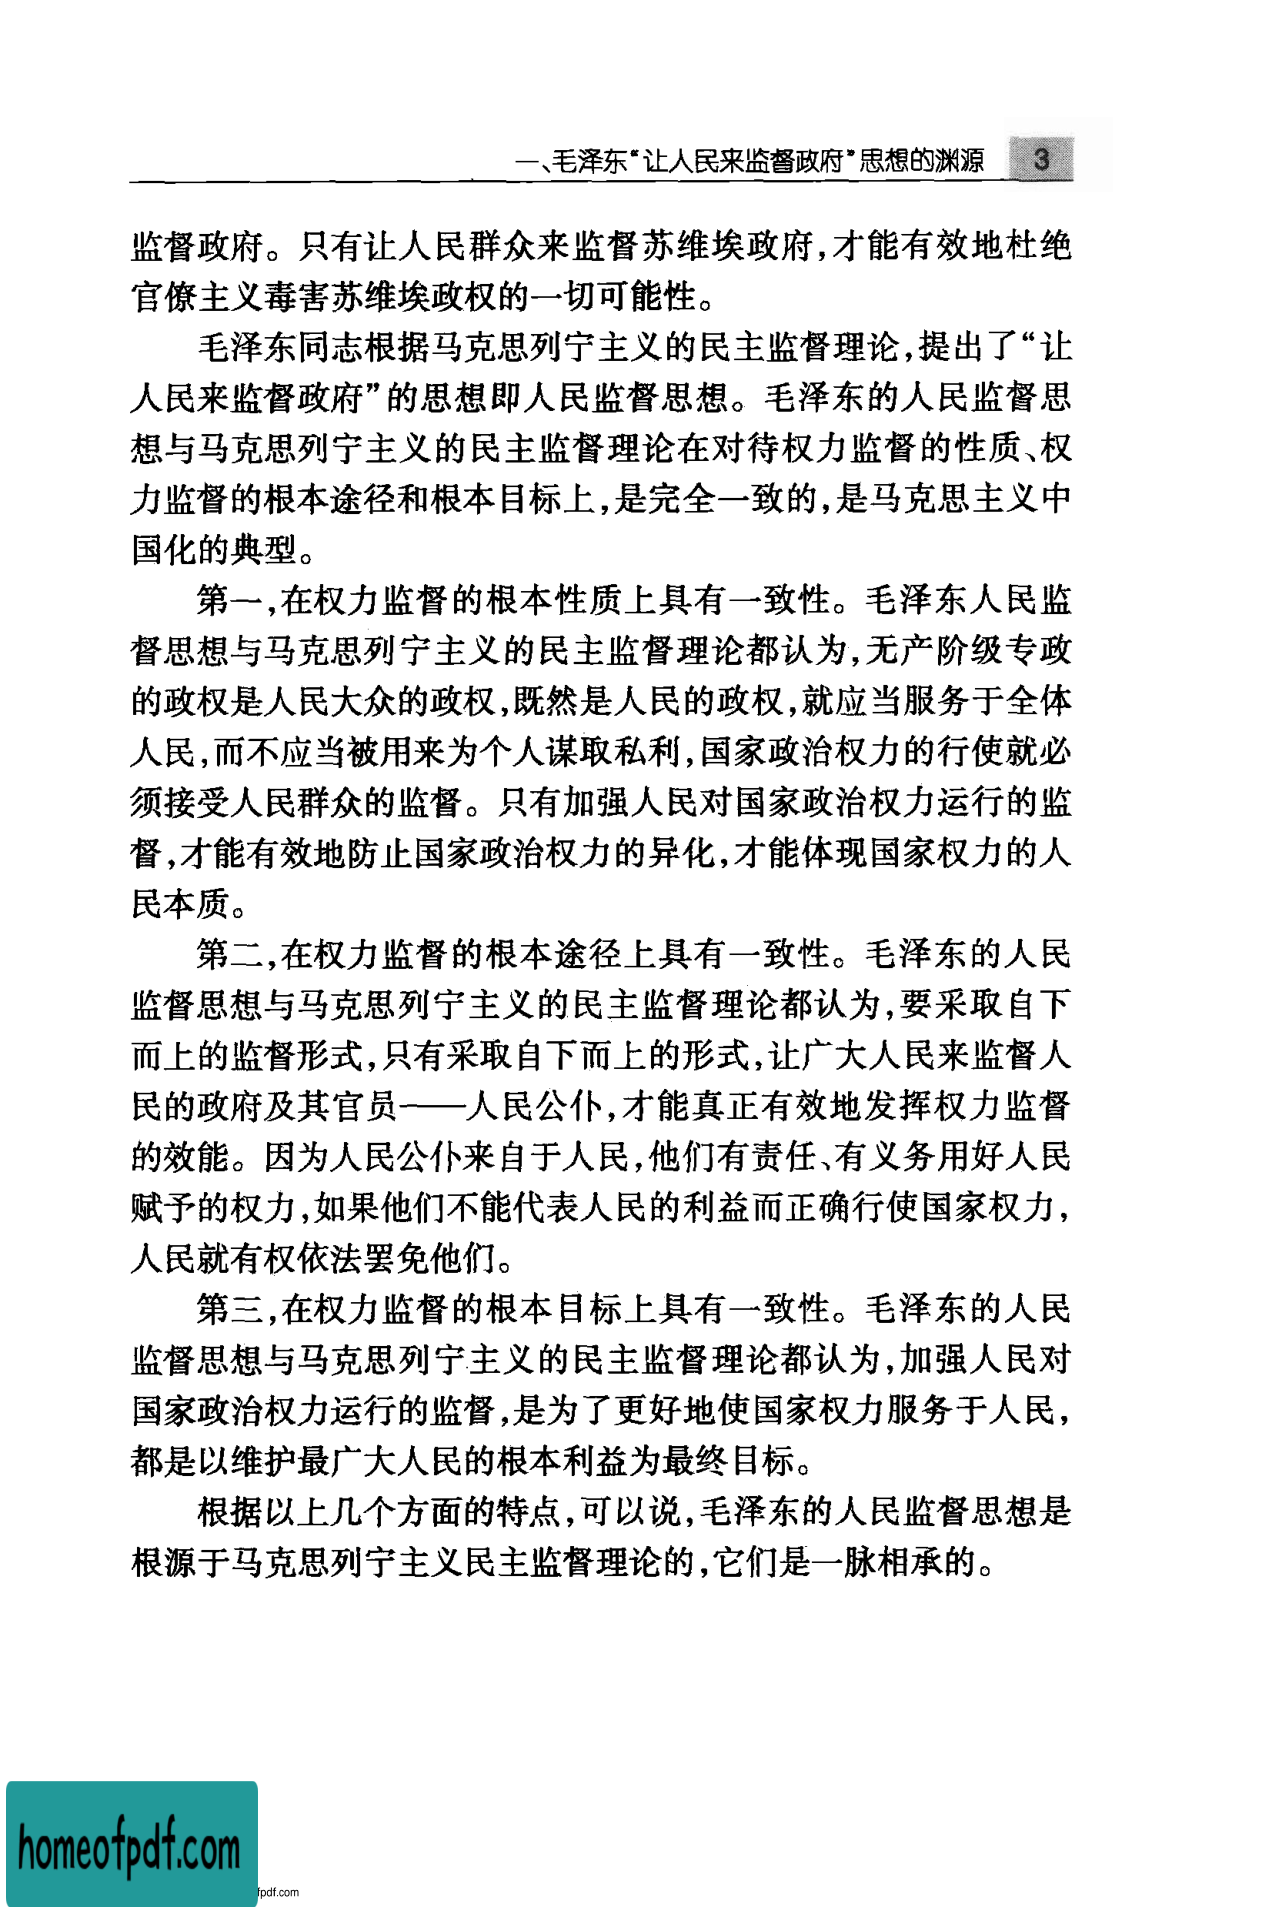 一、毛泽东“让人民来监督政府”思想的渊源 3
监督政府。只有让人民群众来监督苏维埃政府,才能有效地杜绝
官僚主义毒害苏维埃政权的一切可能性。
毛泽东同志根据马克思列宁主义的民主监督理论,提出了“让
人民来监督政府”的思想即人民监督思想。毛泽东的人民监督思
想与马克思列宁主义的民主监督理论在对待权力监督的性质、权
力监督的根本途径和根本目标上,是完全一致的,是马克思主义中
国化的典型。
第一,在权力监督的根本性质上具有一致性。毛泽东人民监
督思想与马克思列宁主义的民主监督理论都认为,无产阶级专政
的政权是人民大众的政权,既然是人民的政权,就应当服务于全体
人民,而不应当被用来为个人谋取私利,国家政治权力的行使就必
须接受人民群众的监督。只有加强人民对国家政治权力运行的监
督,才能有效地防止国家政治权力的异化,才能体现国家权力的人
民本质。
第二,在权力监督的根本途径上具有一致性。毛泽东的人民
监督思想与马克思列宁主义的民主监督理论都认为,要采取自下
而上的监督形式,只有采取自下而上的形式,让广大人民来监督人
民的政府及其官员——人民公仆,才能真正有效地发挥权力监督
的效能。因为人民公仆来自于人民,他们有责任、有义务用好人民
赋予的权力,如果他们不能代表人民的利益而正确行使国家权力,
人民就有权依法罢免他们。
第三,在权力监督的根本目标上具有一致性。毛泽东的人民
监督思想与马克思列宁主义的民主监督理论都认为,加强人民对
国家政治权力运行的监督,是为了更好地使国家权力服务于人民,
都是以维护最广大人民的根本利益为最终目标。
根据以上几个方面的特点,可以说,毛泽东的人民监督思想是
根源于马克思列宁主义民主监督理论的,它们是一脉相承的。
homeofpdf.com
fpdf.com